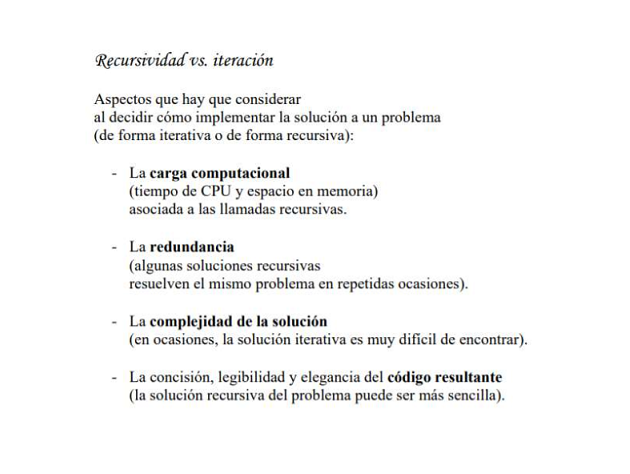 Recursividad vs. iteración
Aspectos que hay que considerar
al decidir cómo implementar la solución a un problema
(de forma iterativa o de forma recursiva):
- La carga computacional
(tiempo de CPU y espacio en memoria)
asociada a las llamadas recursivas.
- La redundancia
(algunas soluciones recursivas
resuelven el mismo problema en repetidas ocasiones).
- La complejidad de la solución
(en ocasiones, la solución iterativa es muy difícil de encontrar).
- La concisión, legibilidad y elegancia del código resultante
(la solución recursiva del problema puede ser más sencilla).